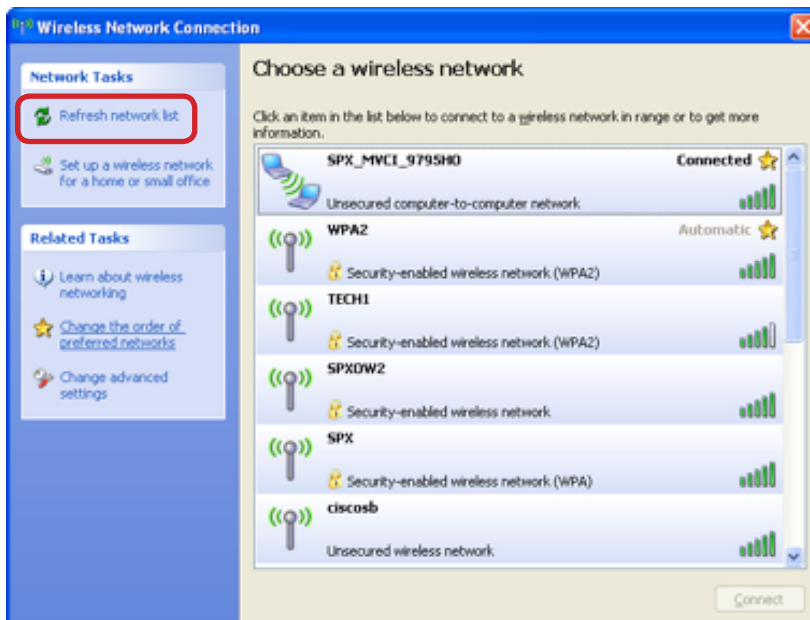 Wireless Network Connection
Network Tasks
Refresh network list
Set up a wireless network
for a home or small office
Related Tasks
Learn about wireless
networking
Change the order of
preferred networks
Change advanced
settings
Choose a wireless network
Click an item in the list below to connect to a wireless network in range or to get more
information.
SPX_MVCI_9795H0 Connected
Unsecured computer-to-computer network
WPA2 Automatic
Security-enabled wireless network (WPA2)
TECH1
Security-enabled wireless network (WPA2)
SPXOW2
Security-enabled wireless network
SPX
Security-enabled wireless network (WPA)
ciscosb
Unsecured wireless network
Connect